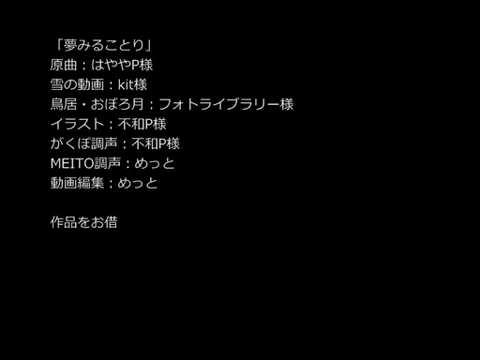 「夢みることり」
原曲：はややP様
雪の動画：kit様
鳥居・おぼろ月：フォトライブラリー様
イラスト：不和P様
がくぽ調声：不和P様
MEITO調声：めっと
動画編集：めっと
作品をお借